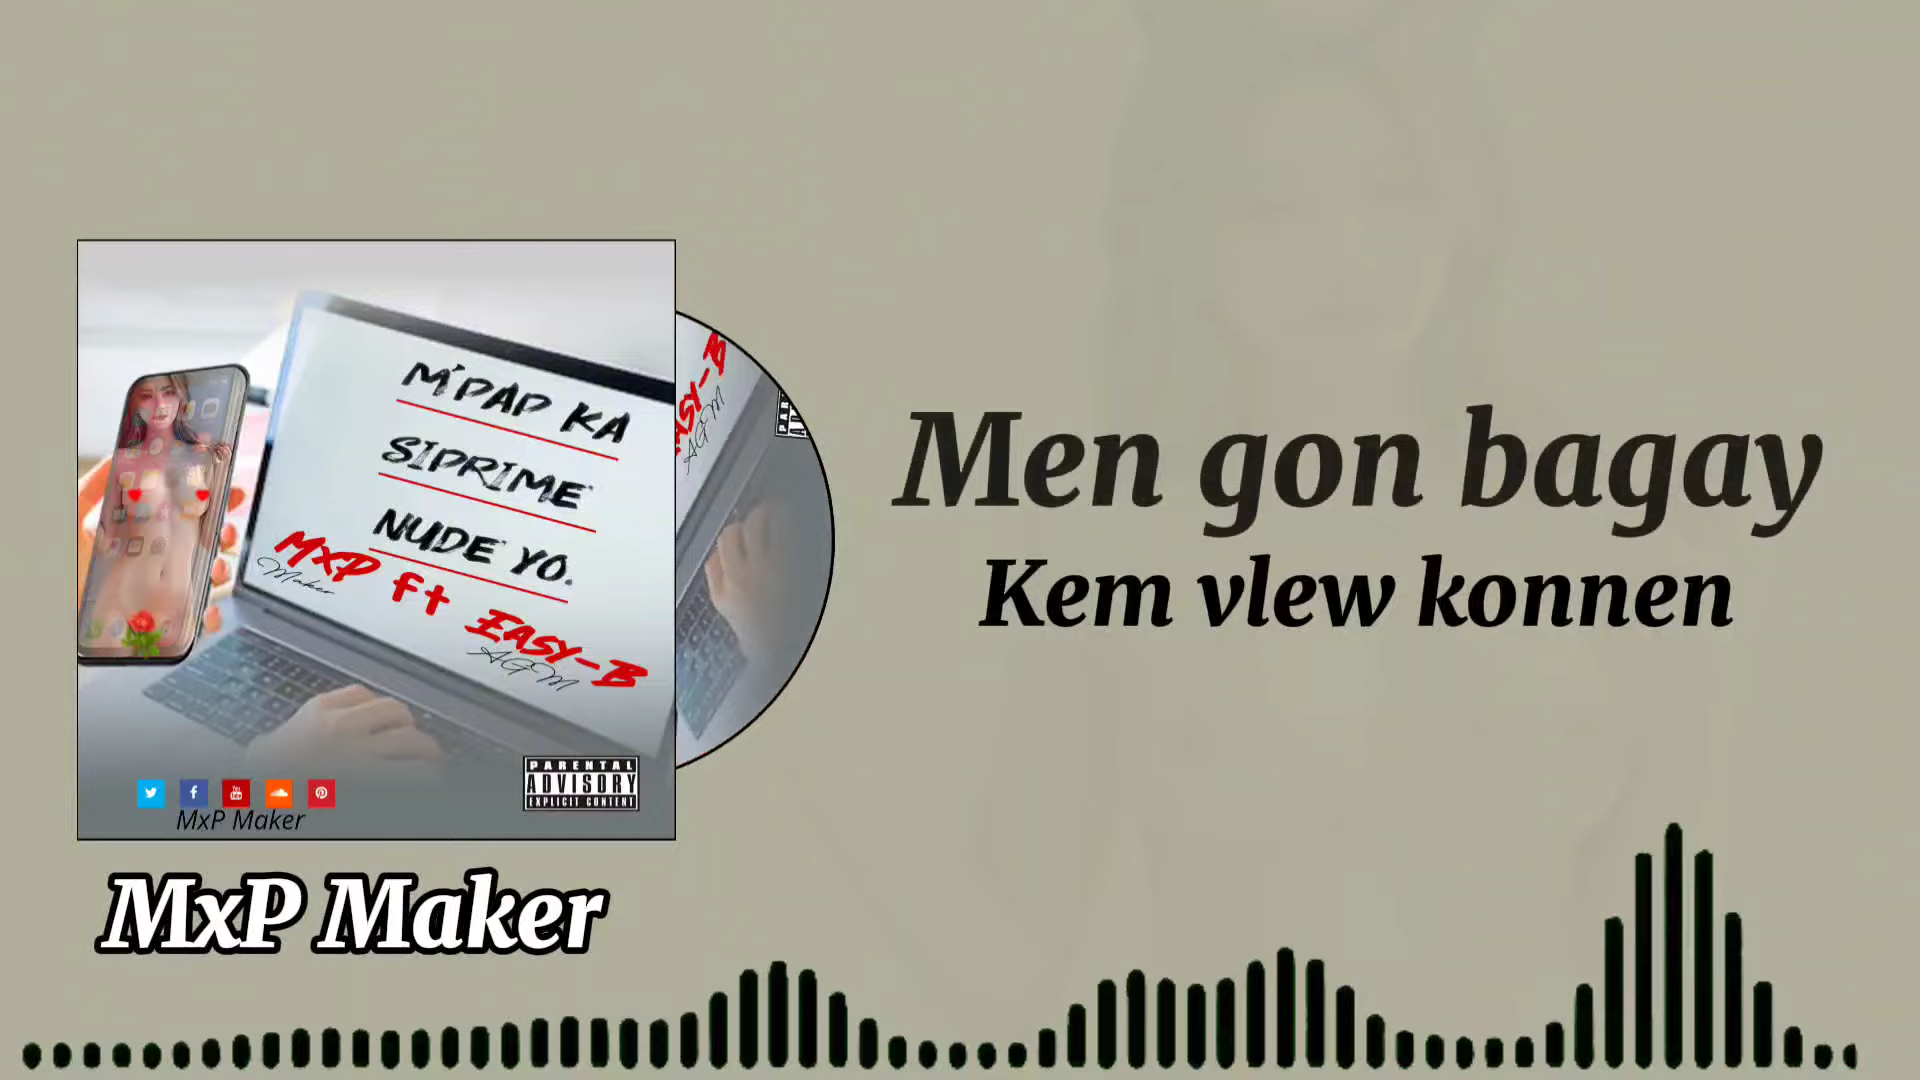 M'PAP KA
SIPRIME
NUDE YO.
MxP ft EASY-B
Maker
AGM
PARENTAL
ADVISORY
EXPLICIT CONTENT
MxP Maker
MxP Maker
Men gon bagay
Kem vlew konnen